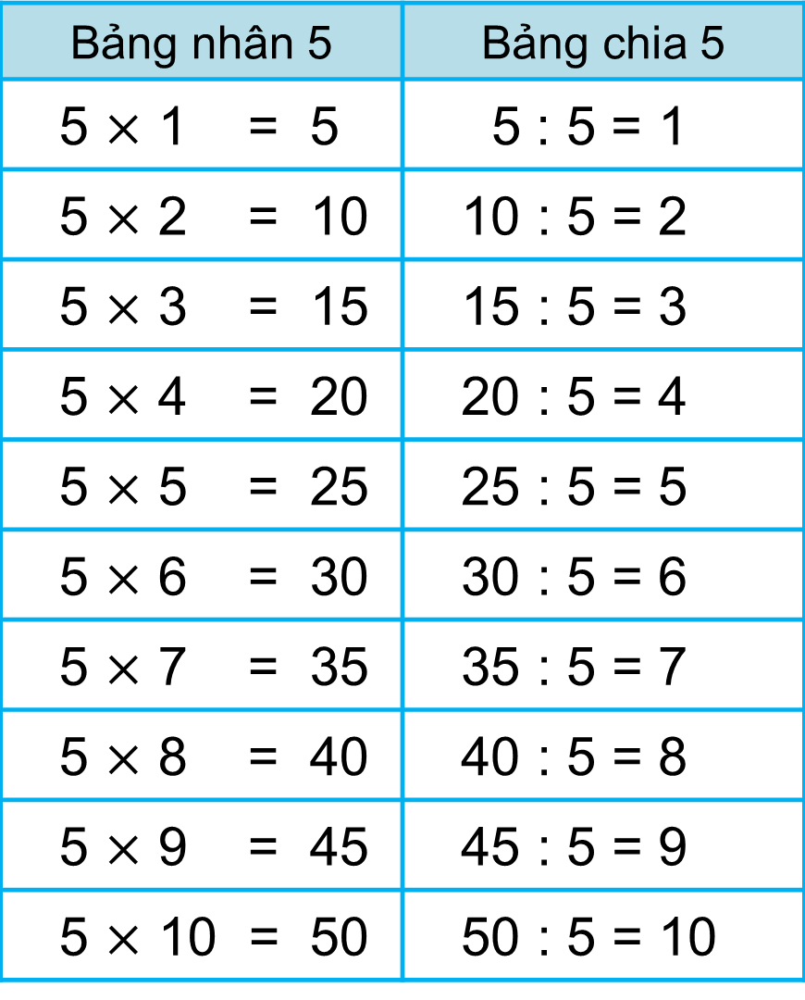 Bảng nhân 5 Bảng chia 5
5 × 1 = 5 5 : 5 = 1
5 × 2 = 10 10 : 5 = 2
5 × 3 = 15 15 : 5 = 3
5 × 4 = 20 20 : 5 = 4
5 × 5 = 25 25 : 5 = 5
5 × 6 = 30 30 : 5 = 6
5 × 7 = 35 35 : 5 = 7
5 × 8 = 40 40 : 5 = 8
5 × 9 = 45 45 : 5 = 9
5 × 10 = 50 50 : 5 = 10